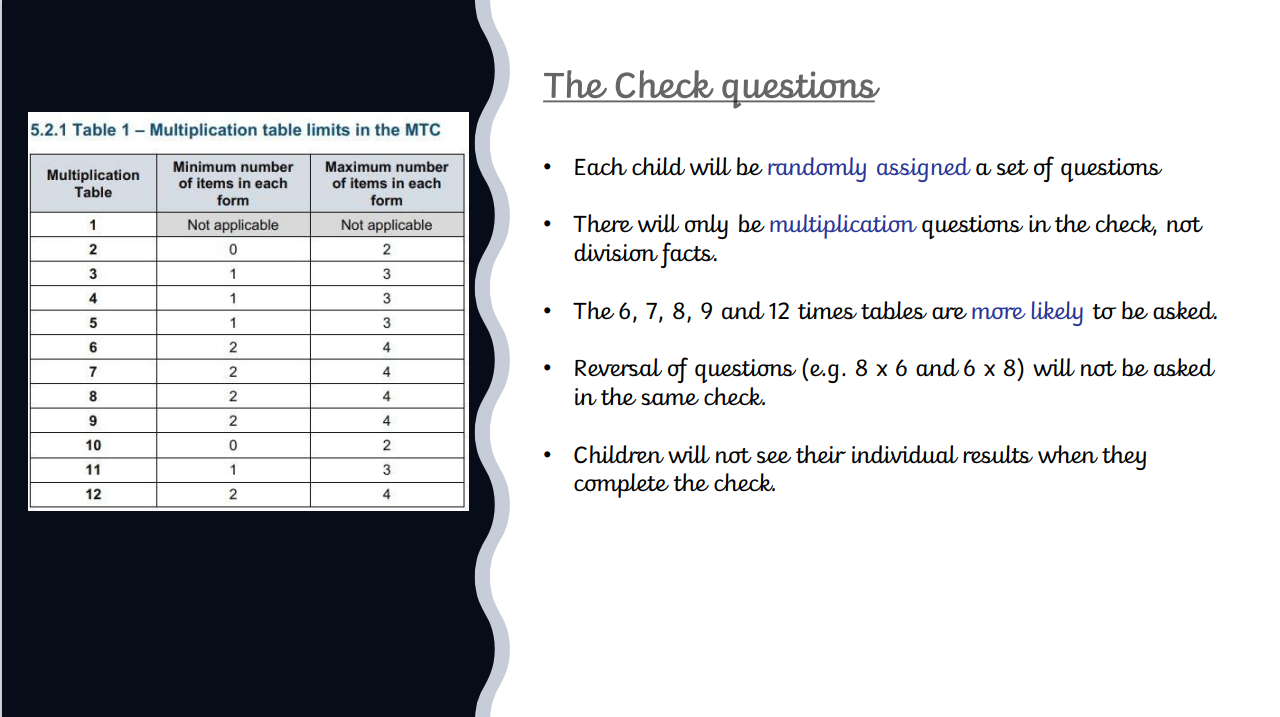 5.2.1 Table 1 – Multiplication table limits in the MTC
Multiplication Table | Minimum number of items in each form | Maximum number of items in each form
1 | Not applicable | Not applicable
2 | 0 | 2
3 | 1 | 3
4 | 1 | 3
5 | 1 | 3
6 | 2 | 4
7 | 2 | 4
8 | 2 | 4
9 | 2 | 4
10 | 0 | 2
11 | 1 | 3
12 | 2 | 4
The Check questions
• Each child will be randomly assigned a set of questions
• There will only be multiplication questions in the check, not
division facts.
• The 6, 7, 8, 9 and 12 times tables are more likely to be asked.
• Reversal of questions (e.g. 8 x 6 and 6 x 8) will not be asked
in the same check.
• Children will not see their individual results when they
complete the check.